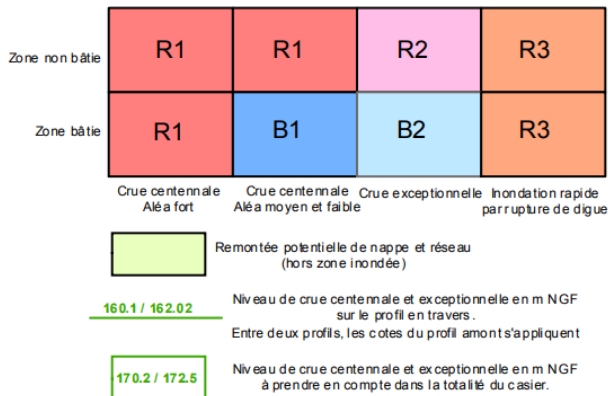 Zone non bâtie
R1
R1
R2
R3
Zone bâtie
R1
B1
B2
R3
Crue centennale
Aléa fort
Crue centennale
Aléa moyen et faible
Crue exceptionnelle
Inondation rapide
par rupture de digue
Remontée potentielle de nappe et réseau
(hors zone inondée)
160.1 / 162.02
Niveau de crue centennale et exceptionnelle en m NGF
sur le profil en travers.
Entre deux profils, les cotes du profil amont s'appliquent
170.2 / 172.5
Niveau de crue centennale et exceptionnelle en m NGF
à prendre en compte dans la totalité du casier.